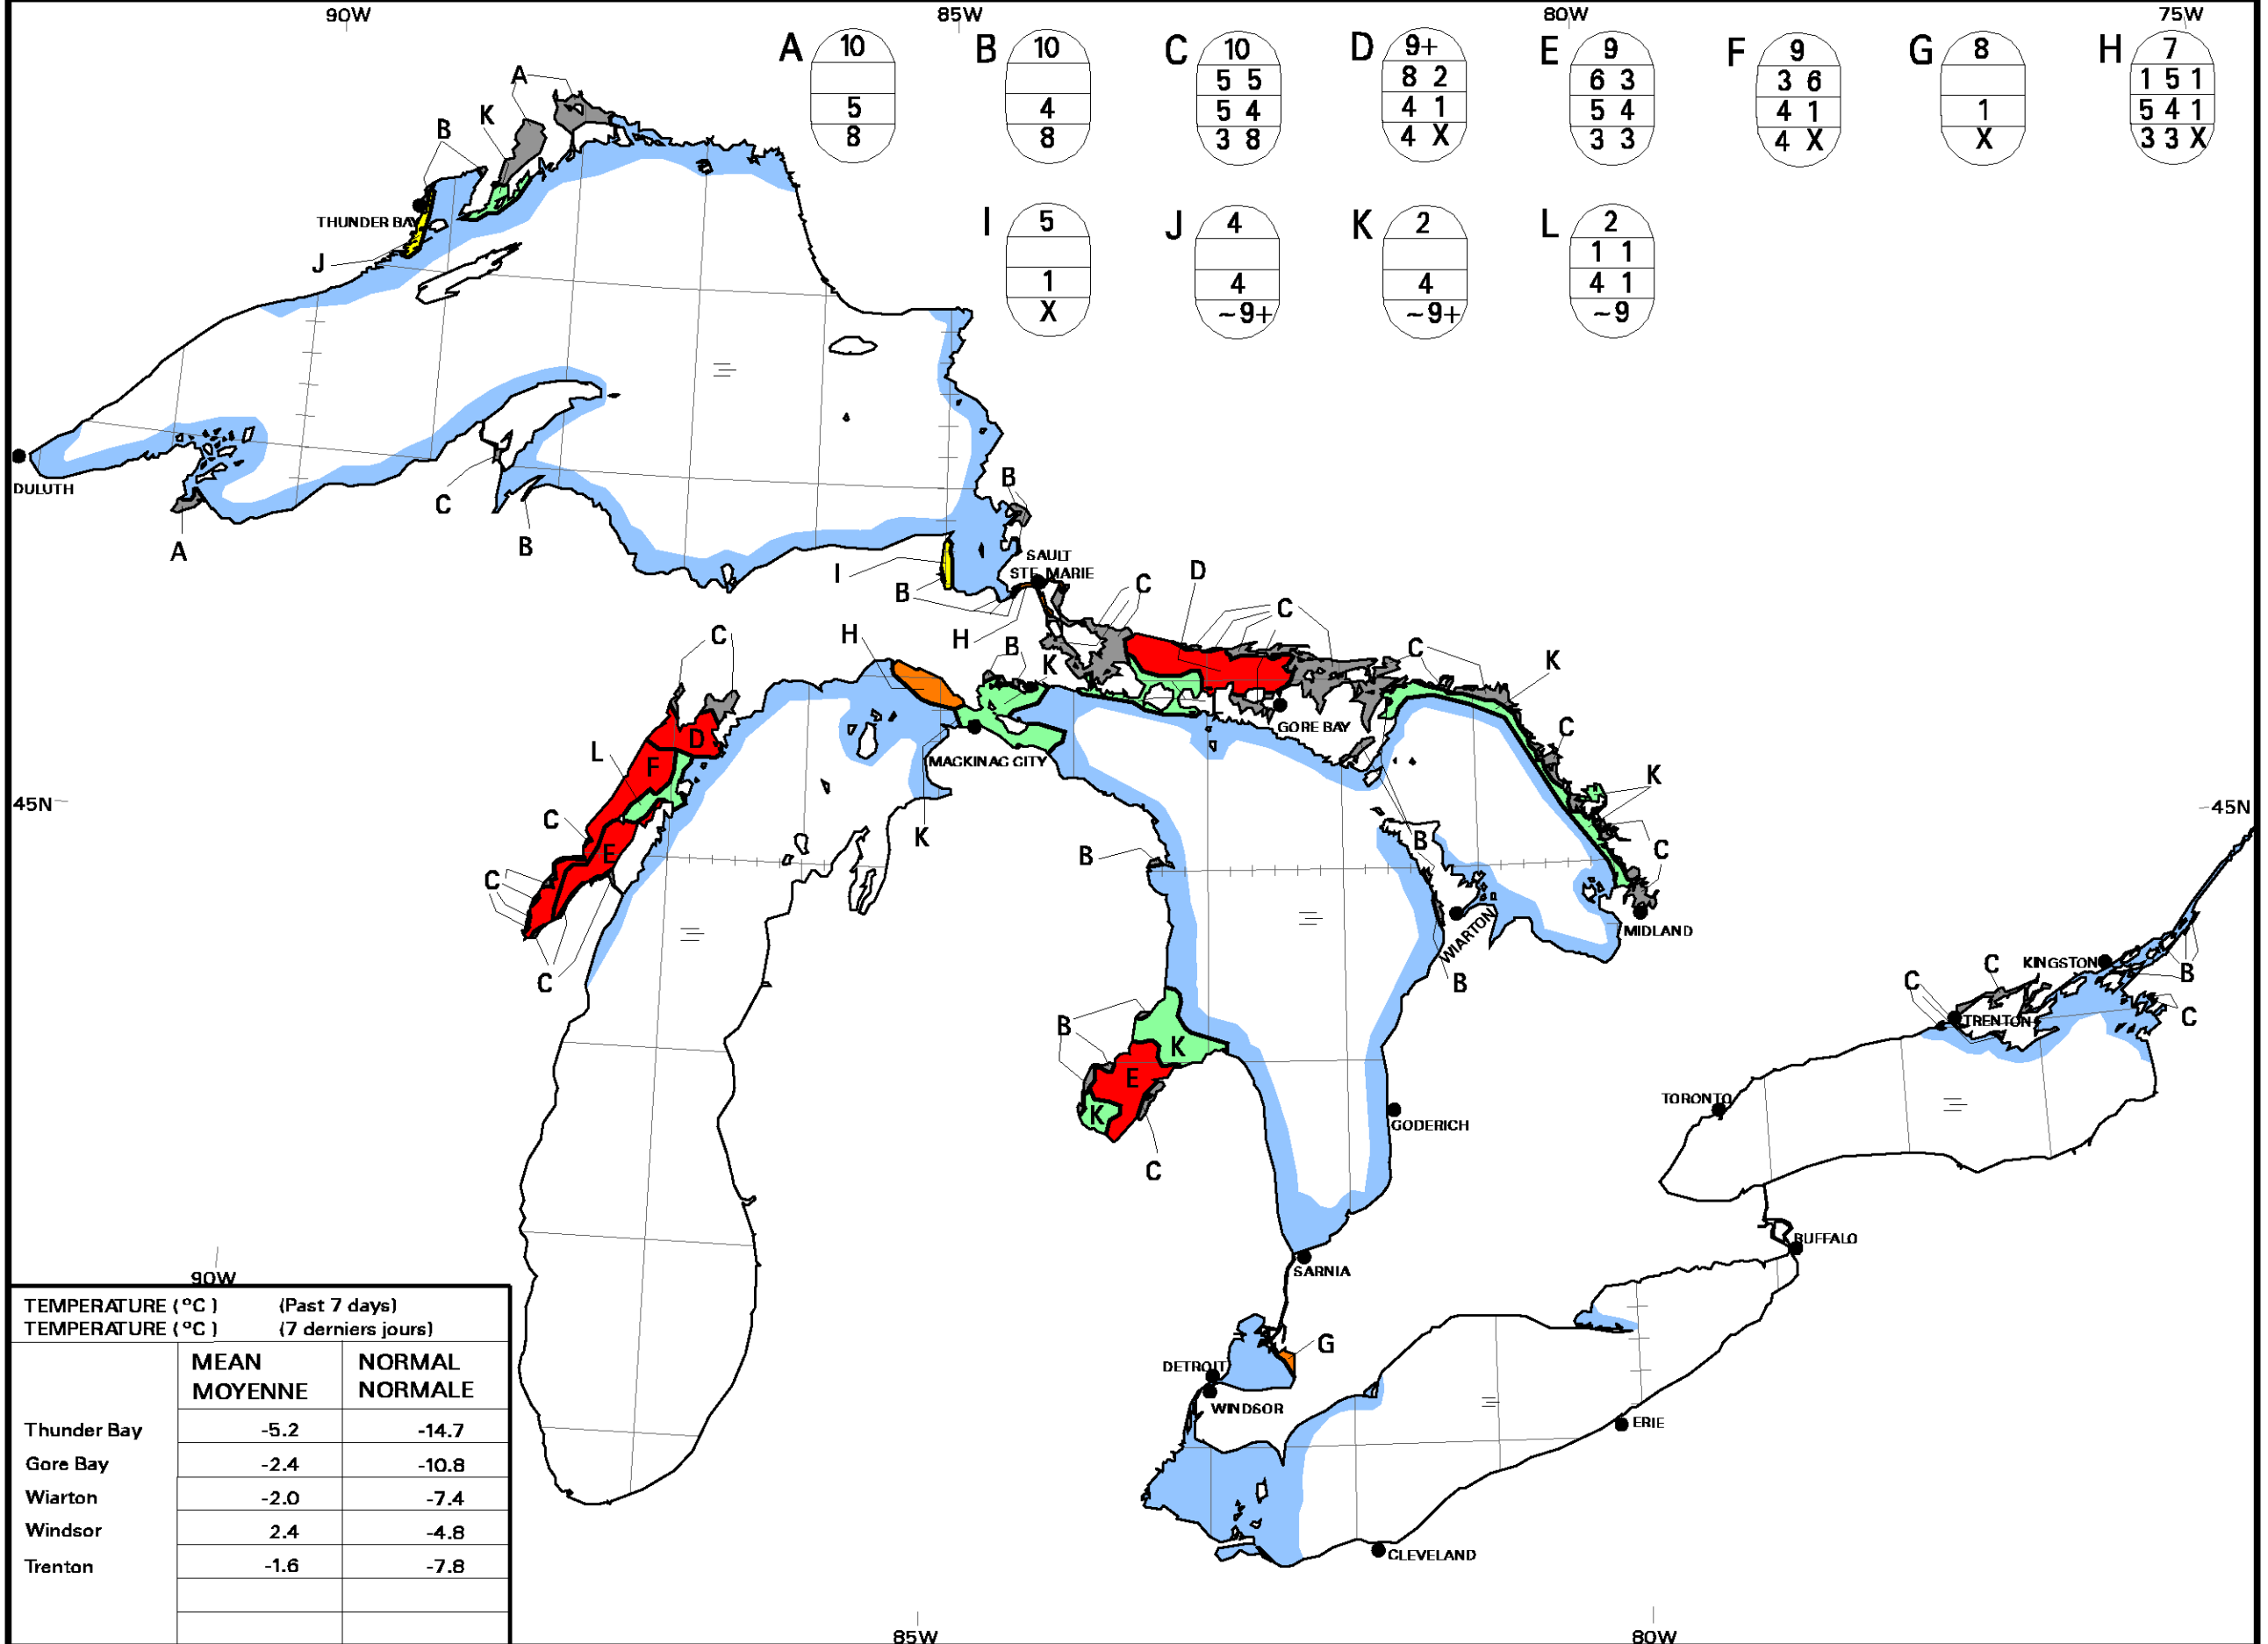 90W 85W 80W 75W
A 10 5 8
B 10 4 8
C 10 5 5 5 4 3 8
D 9+ 8 2 4 1 4 X
E 9 6 3 5 4 3 3
F 9 3 6 4 1 4 X
G 8 1 X
H 7 1 5 1 5 4 1 3 3 X
I 5 1 X
J 4 4 ~9+
K 2 4 ~9+
L 2 1 1 4 1 ~9
A
K
B
THUNDER BAY
J
DULUTH
C
B
A
B
I
B
SAULT
STE. MARIE
H
C
D
C
C
H
B
K
C
K
L
GORE BAY
D
L
F
MACKINAC CITY
C
K
45N
45N
C
E
K
B
B
C
C
WIARTON
MIDLAND
C
B
KINGSTON
C
C
B
TRENTON
C
B
K
E
K
C
GODERICH
TORONTO
BUFFALO
SARNIA
90W
G
DETROIT
WINDSOR
ERIE
CLEVELAND
TEMPERATURE (°C) (Past 7 days)
TEMPERATURE (°C) (7 derniers jours)
MEAN NORMAL
MOYENNE NORMALE
Thunder Bay -5.2 -14.7
Gore Bay -2.4 -10.8
Wiarton -2.0 -7.4
Windsor 2.4 -4.8
Trenton -1.6 -7.8
85W 80W